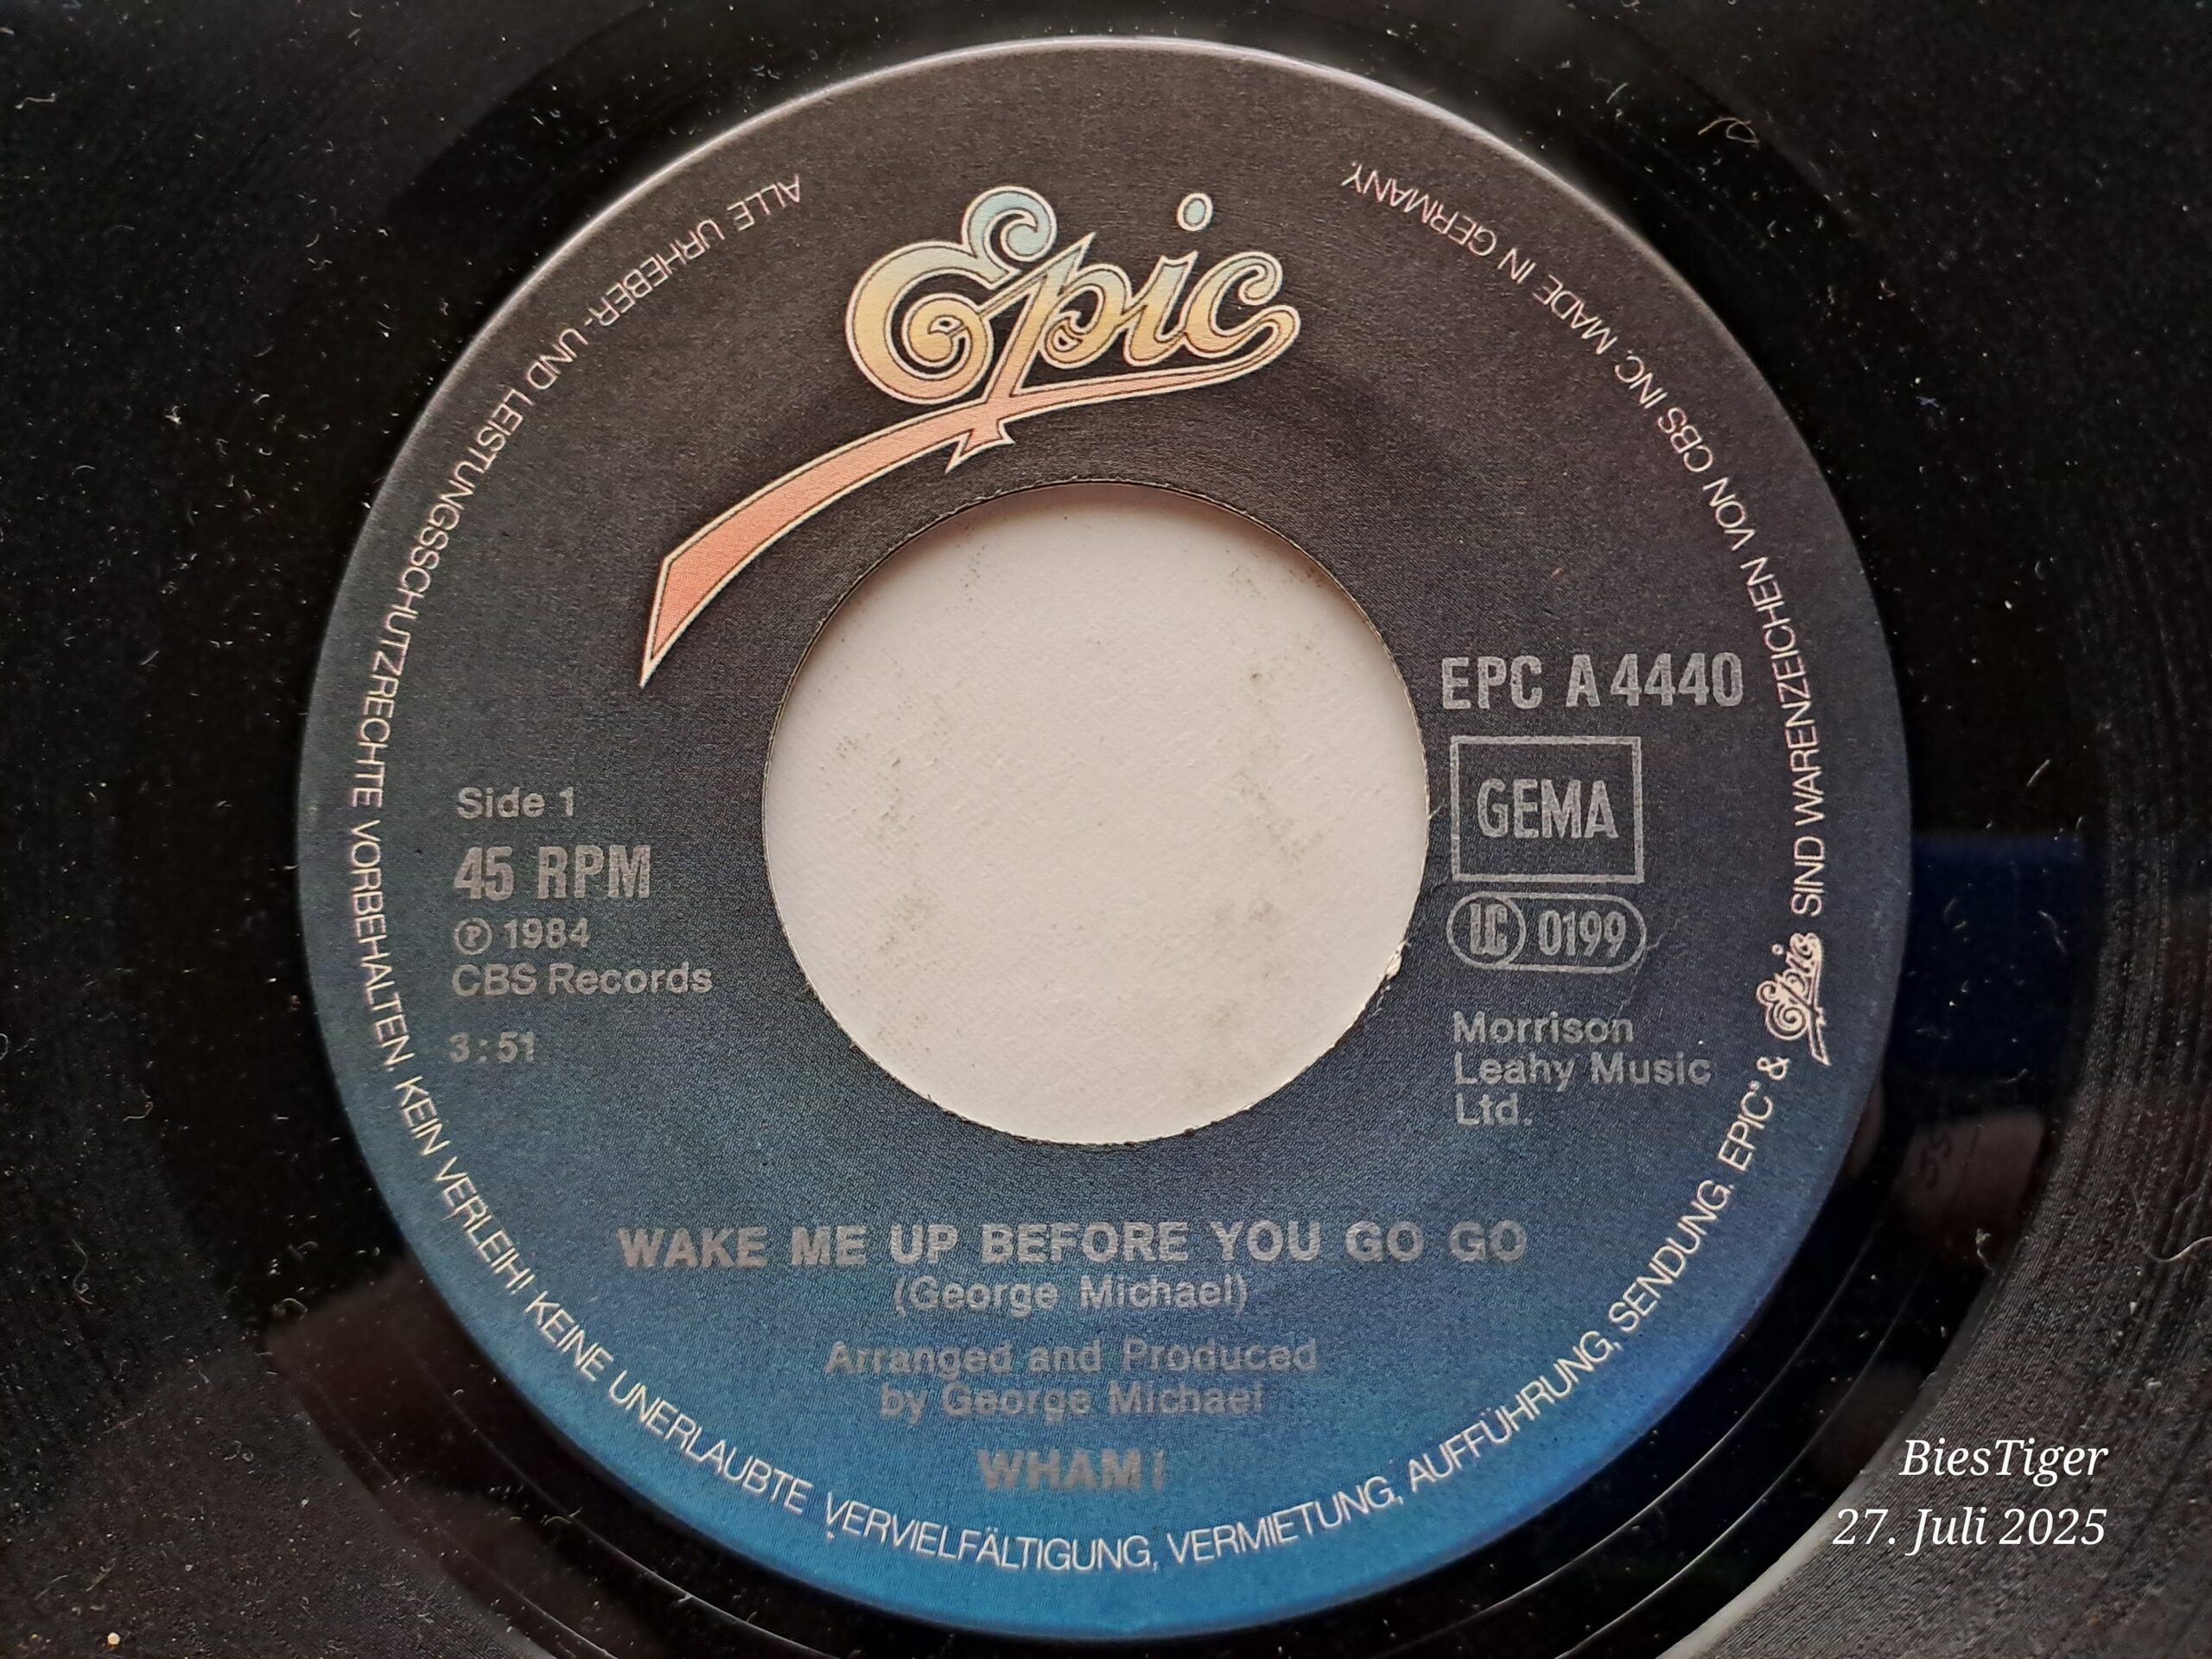 Epic
EPC A 4440
GEMA
LC 0199
Morrison
Leahy Music
Ltd.
Side 1
45 RPM
Ⓟ 1984
CBS Records
3:51
WAKE ME UP BEFORE YOU GO GO
(George Michael)
Arranged and Produced
by George Michael
WHAM!
ALLE URHEBER- UND LEISTUNGSSCHUTZRECHTE VORBEHALTEN. KEIN VERLEIH! KEINE UNERLAUBTE VERVIELFÄLTIGUNG, VERMIETUNG, AUFFÜHRUNG, SENDUNG. EPIC® & Epic SIND WARENZEICHEN VON CBS INC. MADE IN GERMANY.
BiesTiger
27. Juli 2025